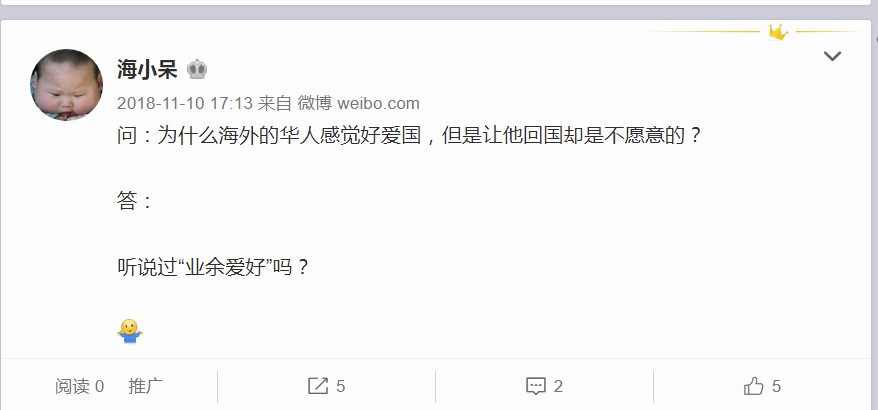 海小呆
2018-11-10 17:13 来自 微博 weibo.com
问：为什么海外的华人感觉好爱国，但是让他回国却是不愿意的？
答：
听说过“业余爱好”吗？
阅读 0 推广 5 2 5